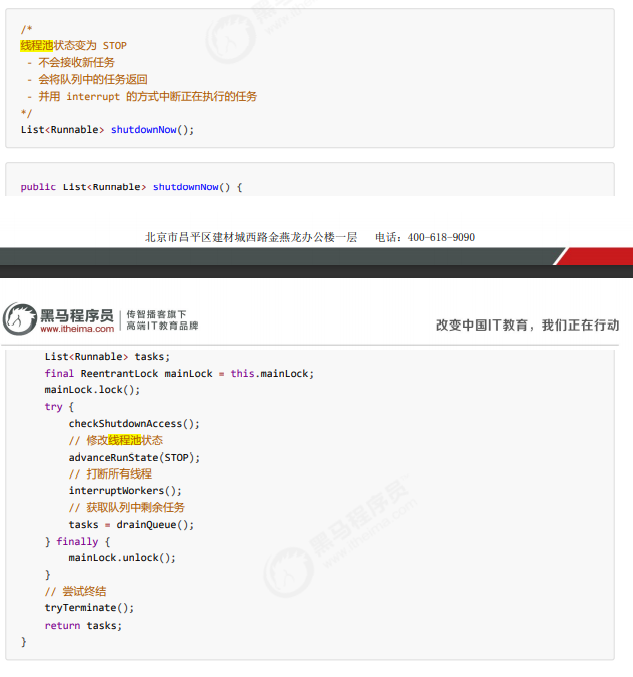 /*
线程池状态变为 STOP
- 不会接收新任务
- 会将队列中的任务返回
- 并用 interrupt 的方式中断正在执行的任务
*/
List<Runnable> shutdownNow();
public List<Runnable> shutdownNow() {
北京市昌平区建材城西路金燕龙办公楼一层 电话：400-618-9090
黑马程序员
www.itheima.com
传智播客旗下
高端IT教育品牌
改变中国IT教育，我们正在行动
List<Runnable> tasks;
final ReentrantLock mainLock = this.mainLock;
mainLock.lock();
try {
checkShutdownAccess();
// 修改线程池状态
advanceRunState(STOP);
// 打断所有线程
interruptWorkers();
// 获取队列中剩余任务
tasks = drainQueue();
} finally {
mainLock.unlock();
}
// 尝试终结
tryTerminate();
return tasks;
}
黑马程序员
www.itheima.com